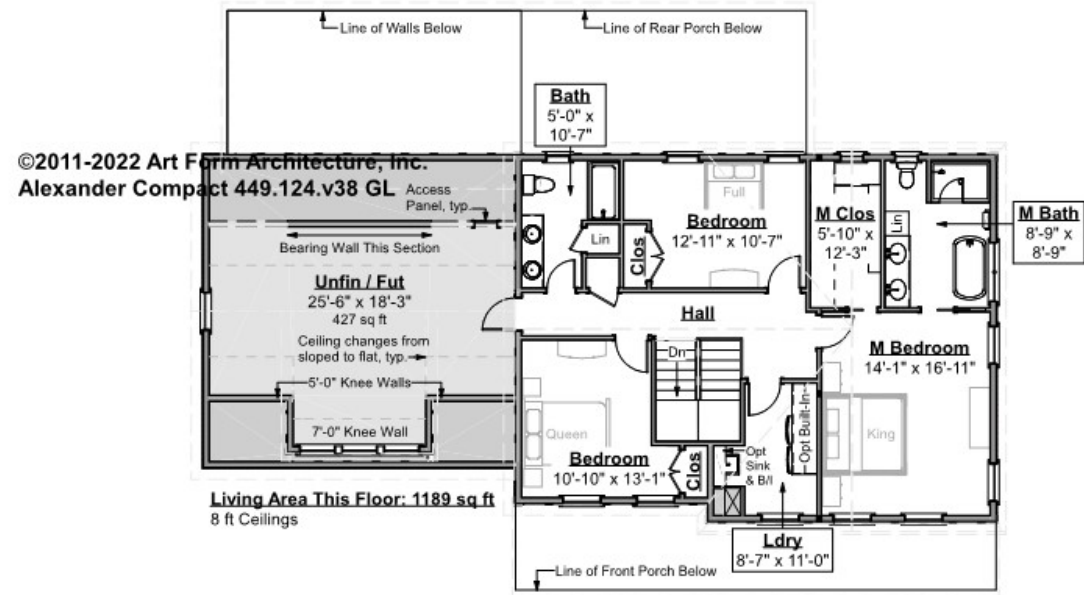 Line of Walls Below
Line of Rear Porch Below
Bath
5'-0" x
10'-7"
©2011-2022 Art Form Architecture, Inc.
Alexander Compact 449.124.v38 GL
Access
Panel, typ.
Full
Bedroom
12'-11" x 10'-7"
M Clos
5'-10" x
12'-3"
Lin
M Bath
8'-9" x
8'-9"
Lin
Clos
Bearing Wall This Section
Unfin / Fut
25'-6" x 18'-3"
427 sq ft
Ceiling changes from
sloped to flat, typ.
Hall
Dn
M Bedroom
14'-1" x 16'-11"
5'-0" Knee Walls
7'-0" Knee Wall
Queen
Bedroom
10'-10" x 13'-1"
Clos
Opt Built-In
King
Opt
Sink
& B/I
Living Area This Floor: 1189 sq ft
8 ft Ceilings
Ldry
8'-7" x 11'-0"
Line of Front Porch Below